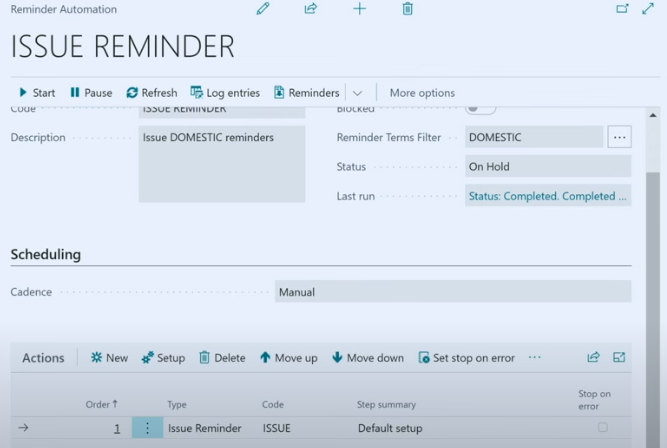 Reminder Automation
ISSUE REMINDER
Start Pause Refresh Log entries Reminders More options
Code ISSUE REMINDER Blocked
Description Issue DOMESTIC reminders Reminder Terms Filter DOMESTIC ...
Status On Hold
Last run Status: Completed. Completed ...
Scheduling
Cadence Manual
Actions New Setup Delete Move up Move down Set stop on error ...
Order ↑ Type Code Step summary Stop on error
→ 1 Issue Reminder ISSUE Default setup